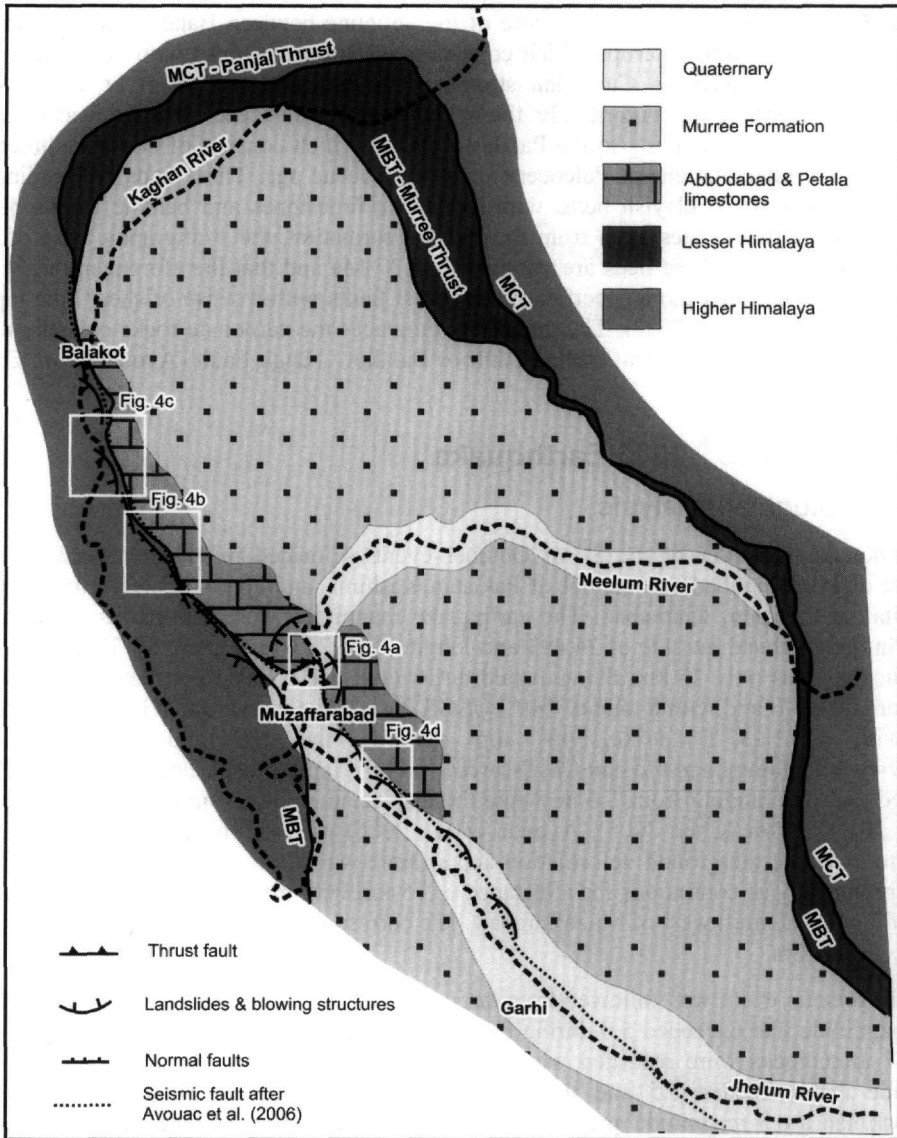 MCT - Panjal Thrust
Quaternary
Murree Formation
Abbodabad & Petala
limestones
Lesser Himalaya
Higher Himalaya
Kaghan River
MBT - Murree Thrust
MCT
Balakot
Fig. 4c
Fig. 4b
Neelum River
Fig. 4a
Muzaffarabad
Fig. 4d
MBT
MCT
MBT
Garhi
Jhelum River
Thrust fault
Landslides & blowing structures
Normal faults
Seismic fault after
Avouac et al. (2006)